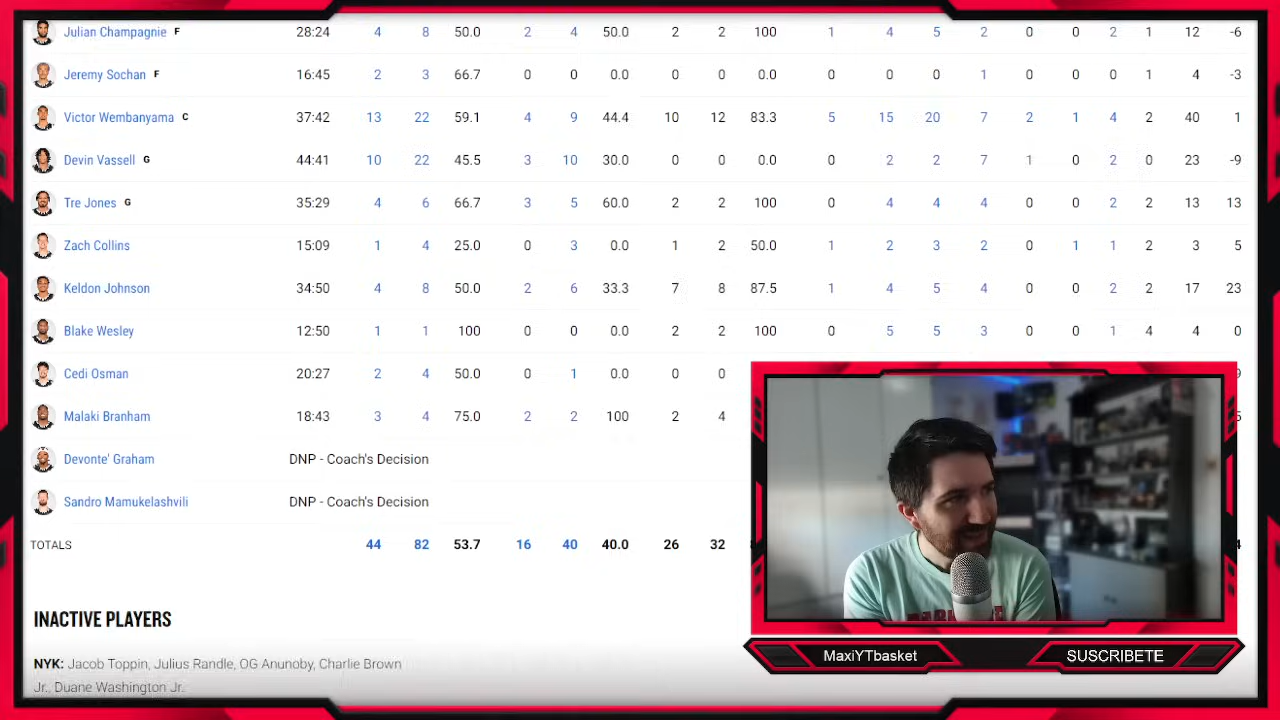 Julian Champagnie F 28:24 4 8 50.0 2 4 50.0 2 2 100 1 4 5 2 0 0 2 1 12 -6
Jeremy Sochan F 16:45 2 3 66.7 0 0 0.0 0 0 0.0 0 0 0 1 0 0 0 1 4 -3
Victor Wembanyama C 37:42 13 22 59.1 4 9 44.4 10 12 83.3 5 15 20 7 2 1 4 2 40 1
Devin Vassell G 44:41 10 22 45.5 3 10 30.0 0 0 0.0 0 2 2 7 1 0 2 0 23 -9
Tre Jones G 35:29 4 6 66.7 3 5 60.0 2 2 100 0 4 4 4 0 0 2 2 13 13
Zach Collins 15:09 1 4 25.0 0 3 0.0 1 2 50.0 1 2 3 2 0 1 1 2 3 5
Keldon Johnson 34:50 4 8 50.0 2 6 33.3 7 8 87.5 1 4 5 4 0 0 2 2 17 23
Blake Wesley 12:50 1 1 100 0 0 0.0 2 2 100 0 5 5 3 0 0 1 4 4 0
Cedi Osman 20:27 2 4 50.0 0 1 0.0 0 0
Malaki Branham 18:43 3 4 75.0 2 2 100 2 4
Devonte' Graham DNP - Coach's Decision
Sandro Mamukelashvili DNP - Coach's Decision
TOTALS 44 82 53.7 16 40 40.0 26 32
INACTIVE PLAYERS
NYK: Jacob Toppin, Julius Randle, OG Anunoby, Charlie Brown
Jr., Duane Washington Jr.
MaxiYTbasket
SUSCRIBETE